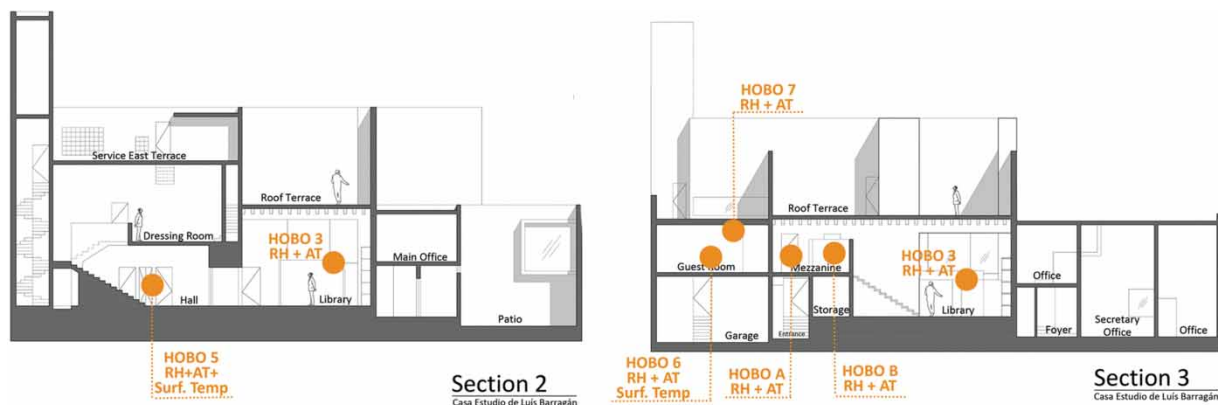 Service East Terrace
Roof Terrace
Dressing Room
HOBO 3
RH + AT
Main Office
Hall
Library
Patio
HOBO 5
RH+AT+
Surf. Temp
Section 2
Casa Estudio de Luís Barragán
HOBO 7
RH + AT
Roof Terrace
Guest Room
Mezzanine
HOBO 3
RH + AT
Office
Storage
Library
Garage
Entrance
Foyer
Secretary
Office
Office
HOBO 6
RH + AT
Surf. Temp
HOBO A
RH + AT
HOBO B
RH + AT
Section 3
Casa Estudio de Luís Barragán